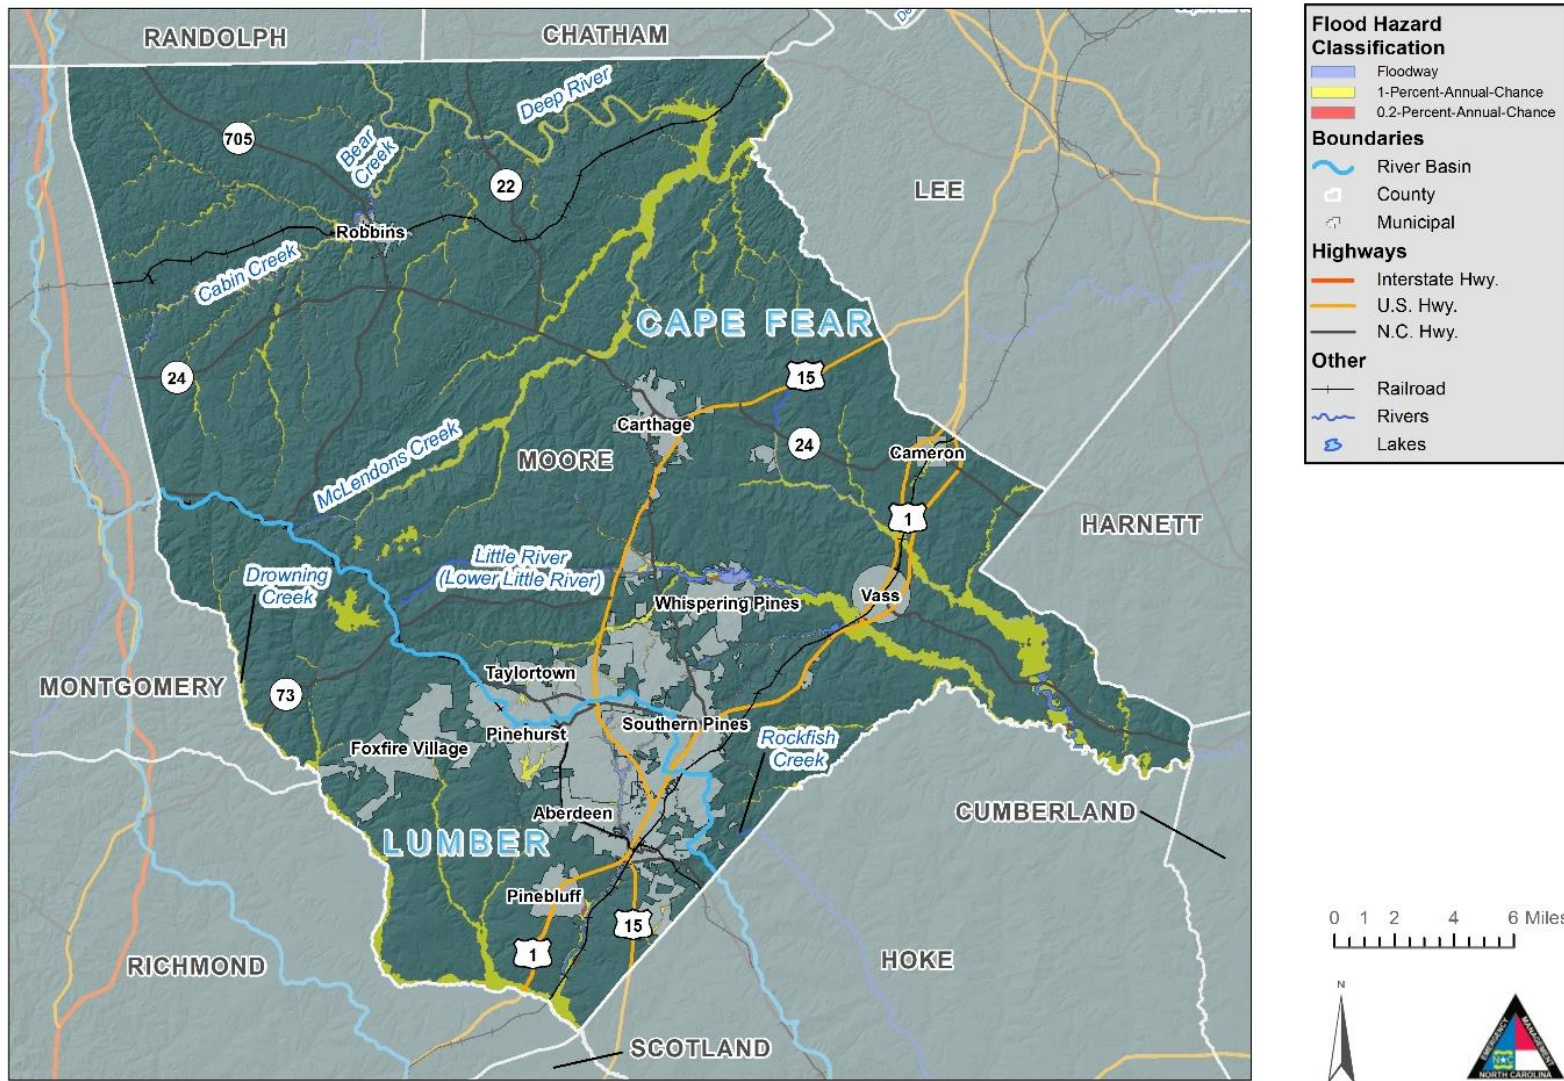 RANDOLPH
CHATHAM
Deep River
705
Bear
Creek
22
LEE
Robbins
Cabin Creek
CAPE FEAR
24
15
Carthage
24
Cameron
McLendons Creek
MOORE
1
HARNETT
Little River
(Lower Little River)
Drowning
Creek
Whispering Pines
Vass
Taylortown
MONTGOMERY
73
Southern Pines
Pinehurst
Foxfire Village
Rockfish
Creek
Aberdeen
CUMBERLAND
LUMBER
Pinebluff
15
1
RICHMOND
HOKE
SCOTLAND
Flood Hazard
Classification
Floodway
1-Percent-Annual-Chance
0.2-Percent-Annual-Chance
Boundaries
River Basin
County
Municipal
Highways
Interstate Hwy.
U.S. Hwy.
N.C. Hwy.
Other
Railroad
Rivers
Lakes
0 1 2 4 6 Miles
N
EMERGENCY
MANAGEMENT
NORTH CAROLINA